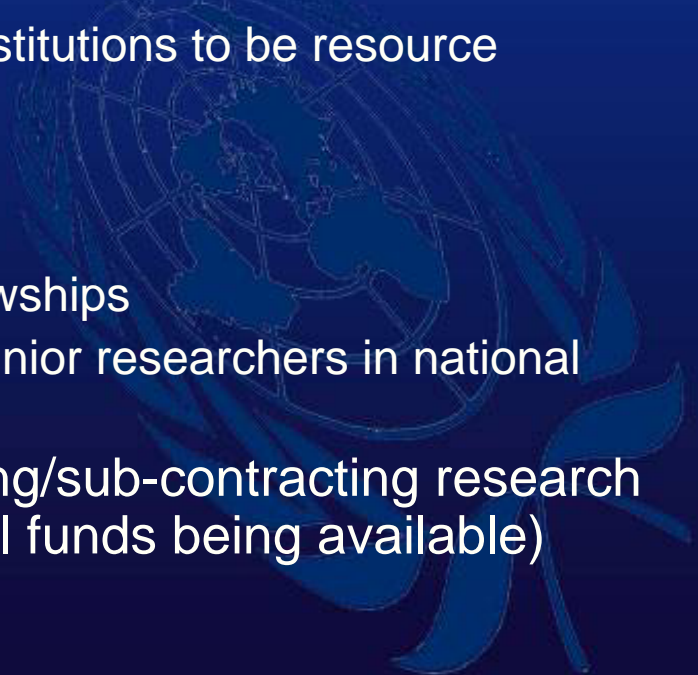 stitutions to be resource
wships
nior researchers in national
ng/sub-contracting research
l funds being available)